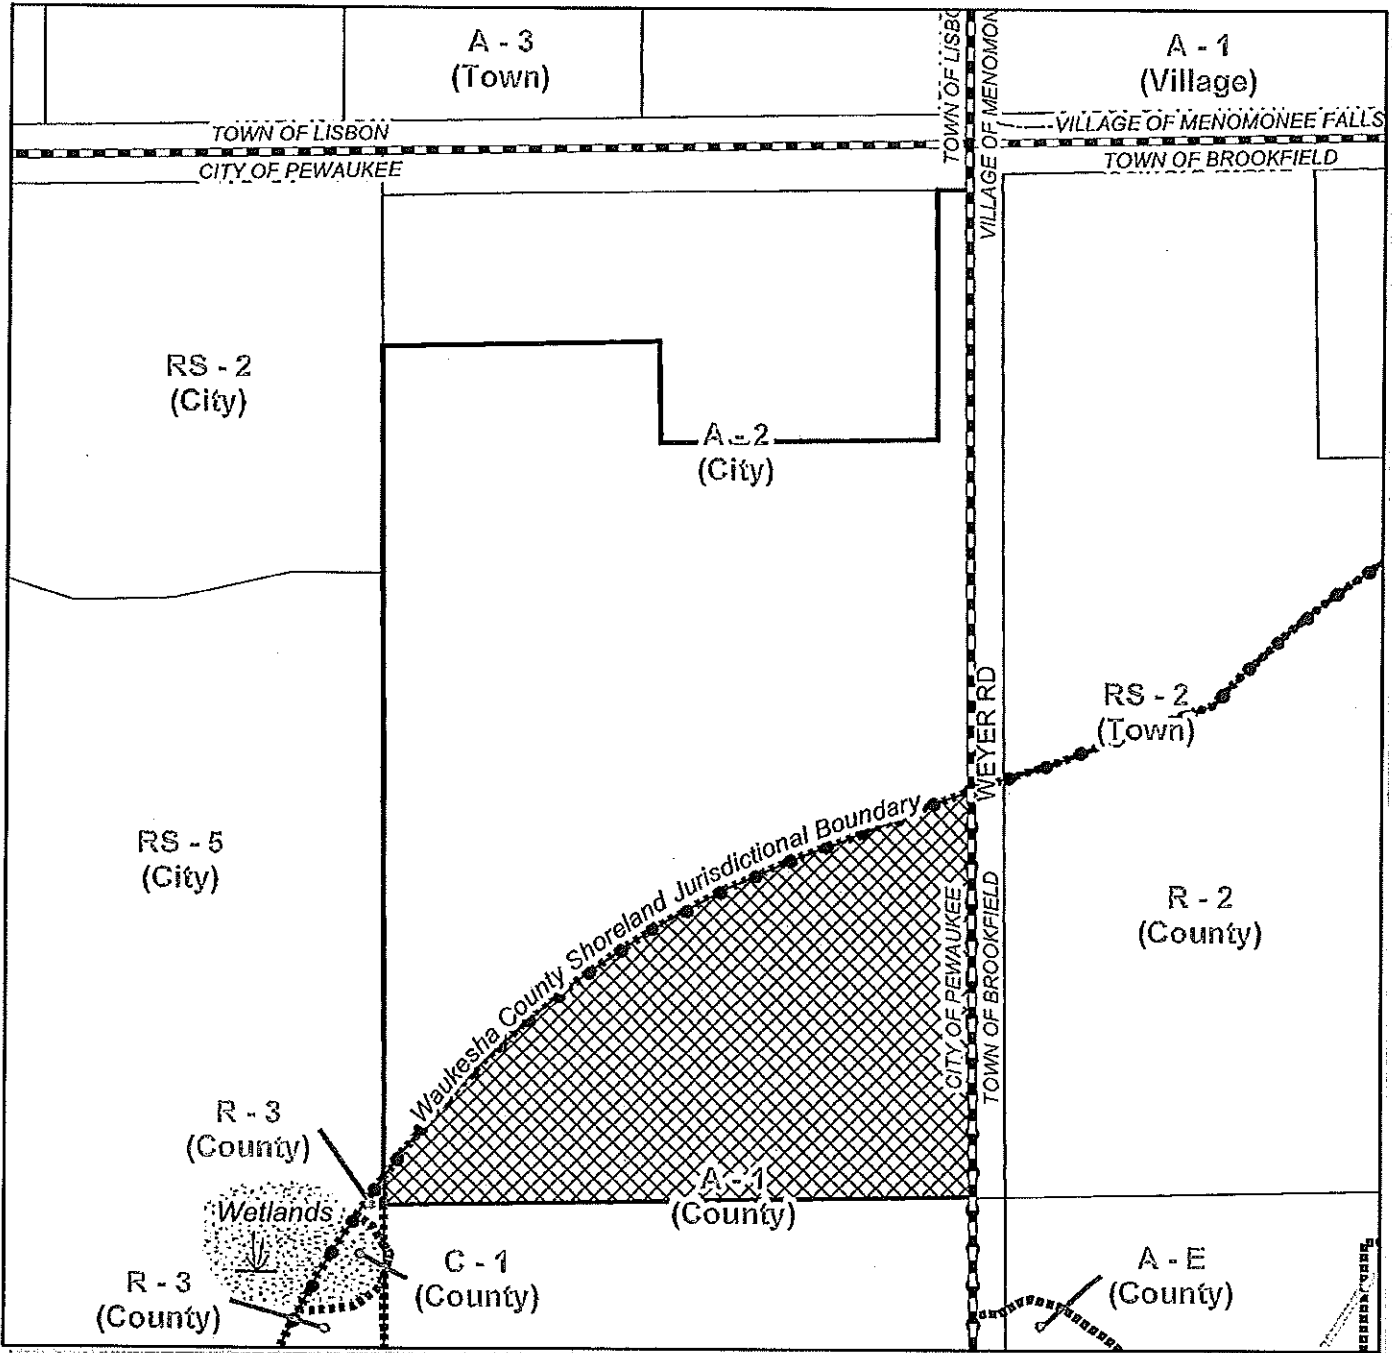 A - 3
(Town)
A - 1
(Village)
TOWN OF LISBON
VILLAGE OF MENOMONEE FALLS
CITY OF PEWAUKEE
TOWN OF BROOKFIELD
TOWN OF LISBO
VILLAGE OF MENOMON
RS - 2
(City)
A - 2
(City)
WEYER RD
RS - 2
(Town)
Waukesha County Shoreland Jurisdictional Boundary
RS - 5
(City)
CITY OF PEWAUKEE
TOWN OF BROOKFIELD
R - 2
(County)
R - 3
(County)
A - 1
(County)
Wetlands
C - 1
(County)
R - 3
(County)
A - E
(County)